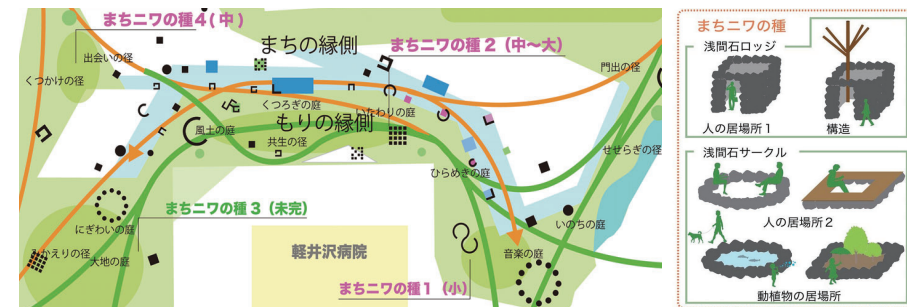 まちニワの種4(中)
まちの縁側
まちニワの種2(中〜大)
出会いの径
くつかけの径
門出の径
くつろぎの庭
いたわりの庭
もりの縁側
風土の庭
共生の径
せせらぎの径
ひらめきの庭
まちニワの種3(未完)
いのちの庭
にぎわいの庭
みかえりの径
大地の庭
軽井沢病院
音楽の庭
まちニワの種1(小)
まちニワの種
浅間石ロッジ
人の居場所1
構造
浅間石サークル
人の居場所2
動植物の居場所